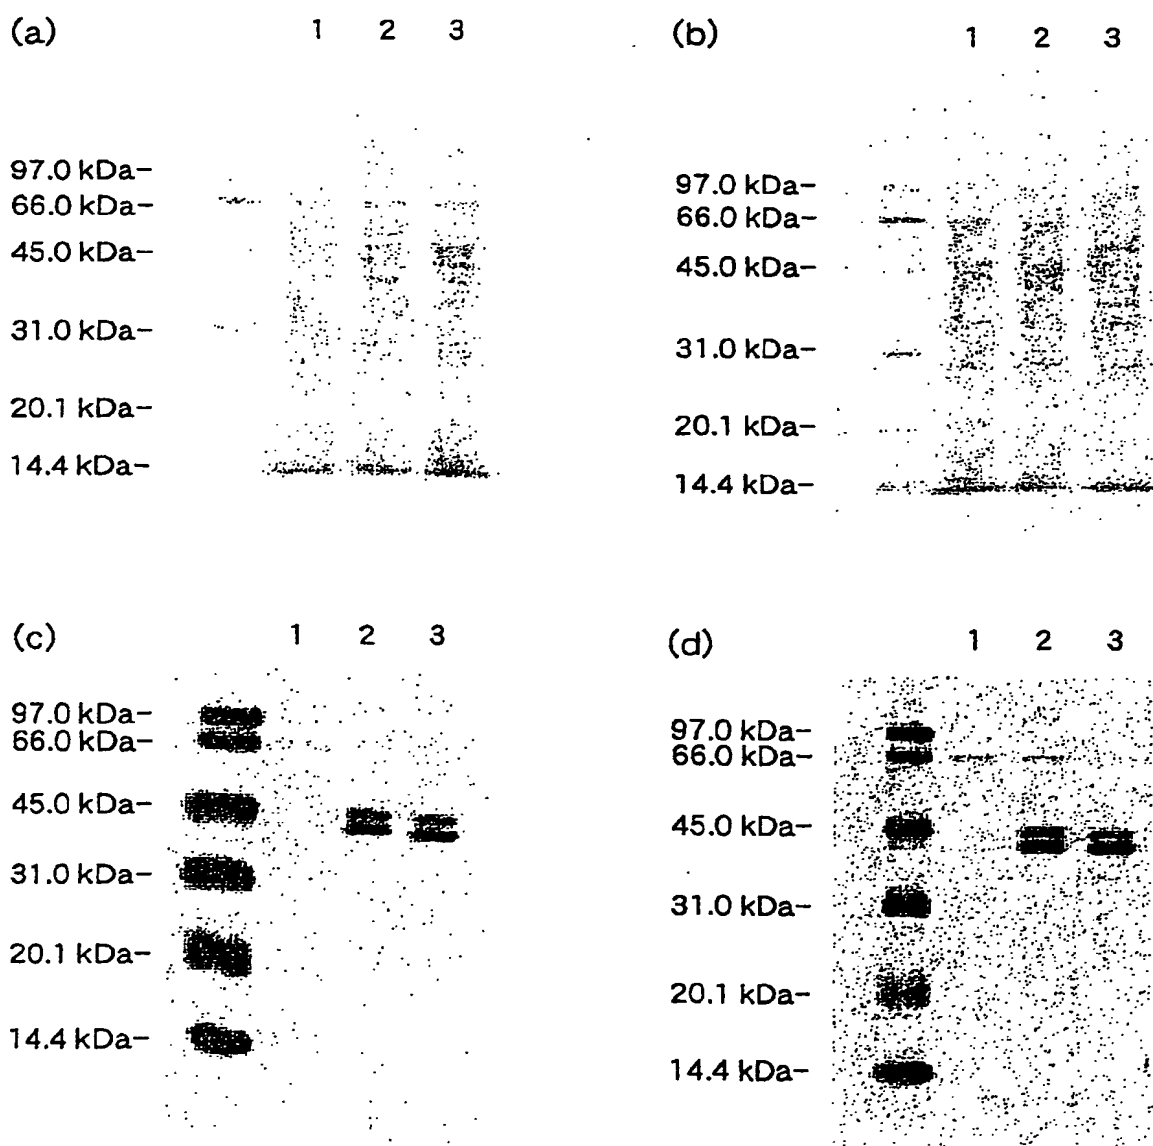 (a) 1 2 3
97.0 kDa-
66.0 kDa-
45.0 kDa-
31.0 kDa-
20.1 kDa-
14.4 kDa-
(b) 1 2 3
97.0 kDa-
66.0 kDa-
45.0 kDa-
31.0 kDa-
20.1 kDa-
14.4 kDa-
(c) 1 2 3
97.0 kDa-
66.0 kDa-
45.0 kDa-
31.0 kDa-
20.1 kDa-
14.4 kDa-
(d) 1 2 3
97.0 kDa-
66.0 kDa-
45.0 kDa-
31.0 kDa-
20.1 kDa-
14.4 kDa-